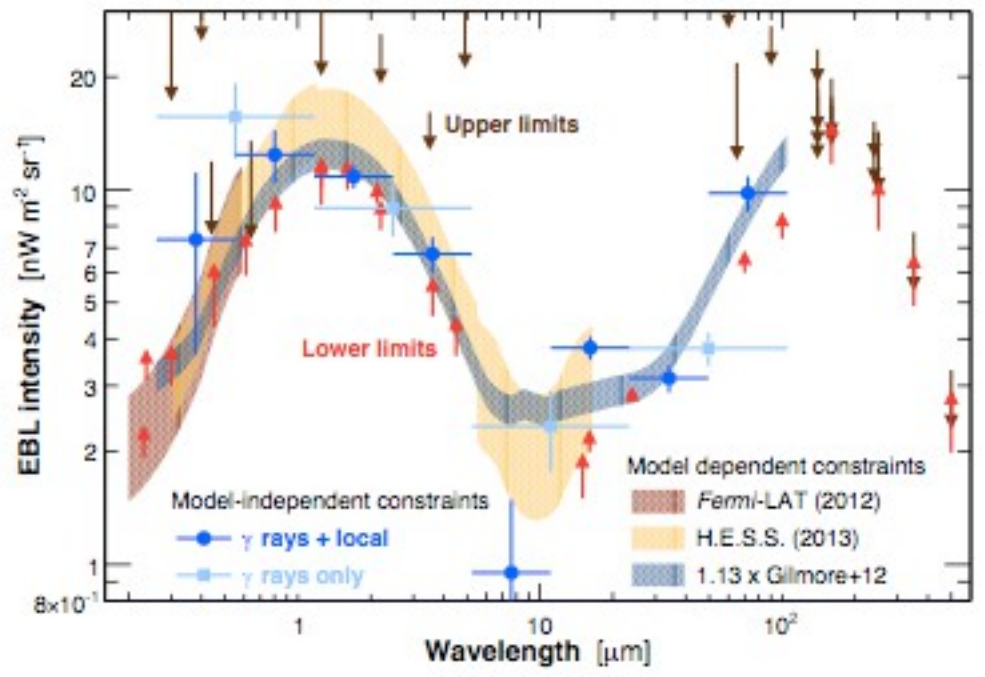 20
10
7
6
5
4
3
2
1
8×10⁻¹
EBL intensity [nW m⁻² sr⁻¹]
Upper limits
Lower limits
Model-independent constraints
γ rays + local
γ rays only
Model dependent constraints
Fermi-LAT (2012)
H.E.S.S. (2013)
1.13 x Gilmore+12
1 10 10²
Wavelength [μm]